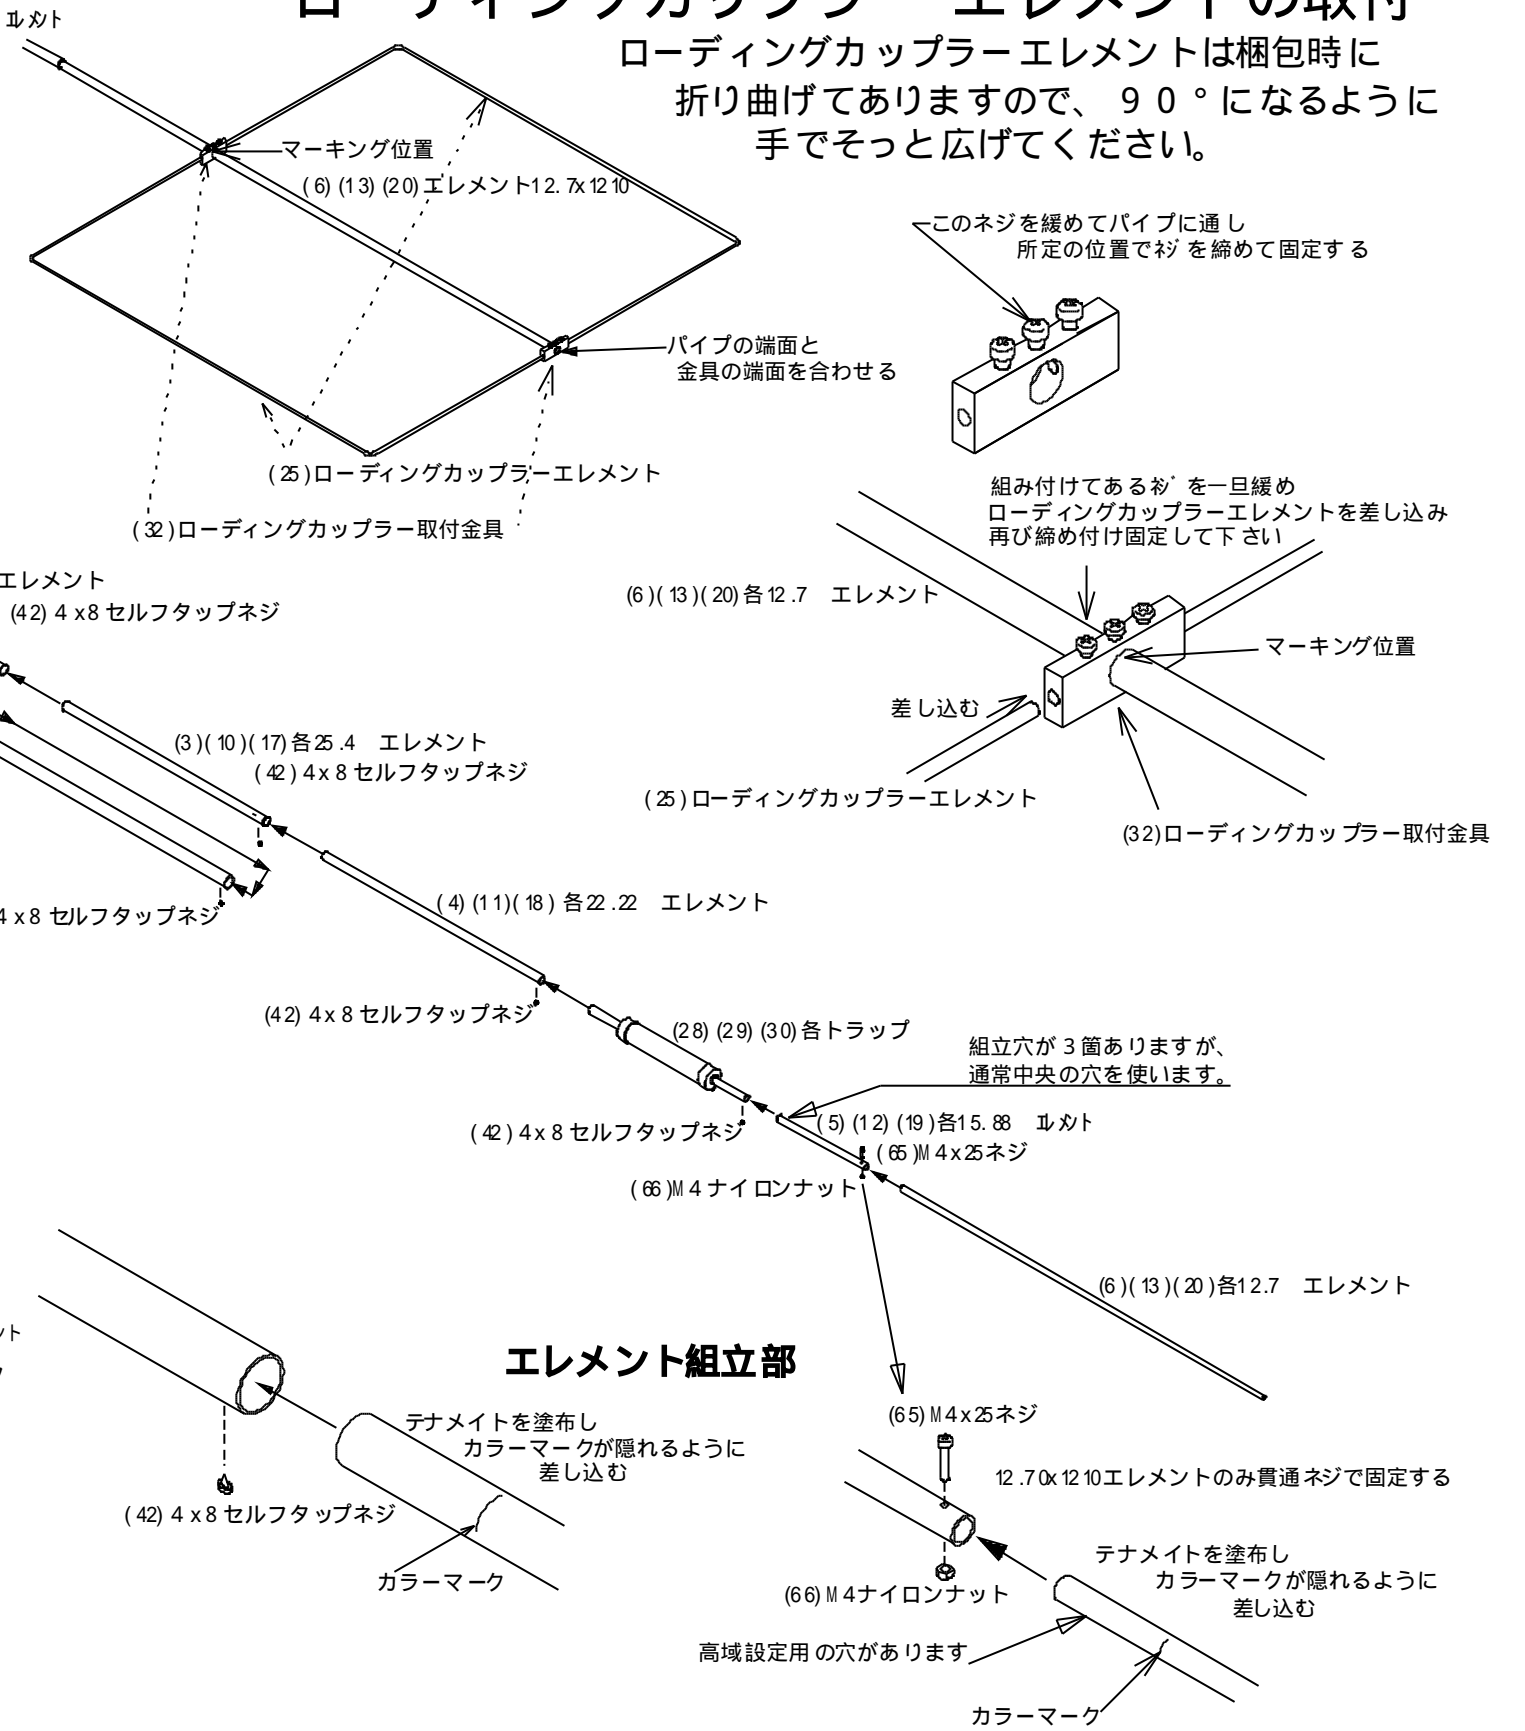 ローディングカップラー エレメントの取付
エレメント
ローディングカップラーエレメントは梱包時に
折り曲げてありますので、９０°になるように
手でそっと広げてください。
マーキング位置
(6)(13)(20)エレメント12.7x1210
このネジを緩めてパイプに通し
所定の位置でネジを締めて固定する
パイプの端面と
金具の端面を合わせる
(25)ローディングカップラーエレメント
(32)ローディングカップラー取付金具
組み付けてあるネジを一旦緩め
ローディングカップラーエレメントを差し込み
再び締め付け固定して下さい
エレメント
(42) 4x8 セルフタップネジ
(6)(13)(20)各12.7 エレメント
マーキング位置
差し込む
(25)ローディングカップラーエレメント
(32)ローディングカップラー取付金具
(3)(10)(17)各25.4 エレメント
(42) 4x8 セルフタップネジ
4x8 セルフタップネジ
(4)(11)(18)各22.22 エレメント
(42) 4x8 セルフタップネジ
(28)(29)(30)各トラップ
組立穴が３箇ありますが、
通常中央の穴を使います。
(42) 4x8 セルフタップネジ
(5)(12)(19)各15.88 エレメント
(65)M4x25ネジ
(66)M4ナイロンナット
(6)(13)(20)各12.7 エレメント
ント
エレメント組立部
テナメイトを塗布し
カラーマークが隠れるように
差し込む
(42) 4x8 セルフタップネジ
カラーマーク
(65)M4x25ネジ
12.70x1210エレメントのみ貫通ネジで固定する
(66)M4ナイロンナット
テナメイトを塗布し
カラーマークが隠れるように
差し込む
高域設定用の穴があります
カラーマーク